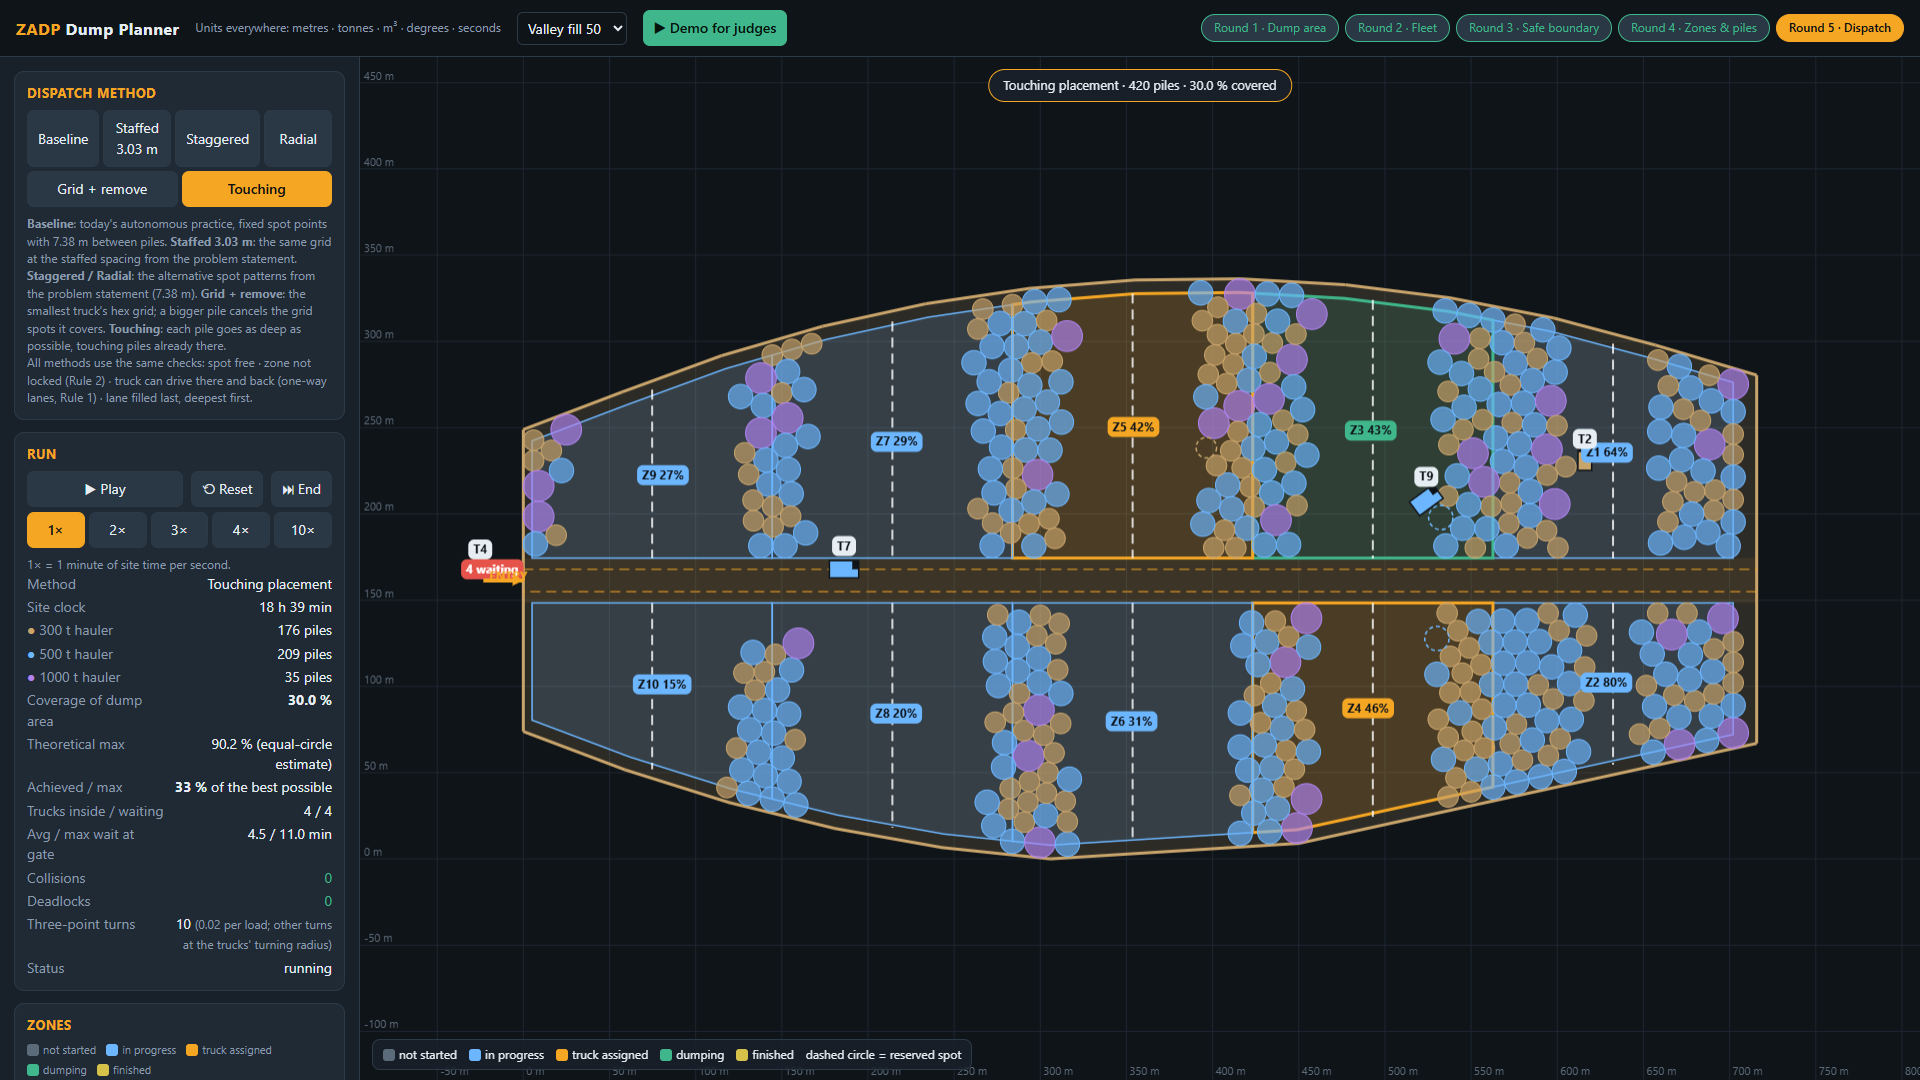 ZADP Dump Planner
Units everywhere: metres · tonnes · m³ · degrees · seconds
Valley fill 50
▶ Demo for judges
Round 1 · Dump area
Round 2 · Fleet
Round 3 · Safe boundary
Round 4 · Zones & piles
Round 5 · Dispatch
DISPATCH METHOD
Baseline
Staffed
3.03 m
Staggered
Radial
Grid + remove
Touching
Baseline: today's autonomous practice, fixed spot points
with 7.38 m between piles. Staffed 3.03 m: the same grid
at the staffed spacing from the problem statement.
Staggered / Radial: the alternative spot patterns from
the problem statement (7.38 m). Grid + remove: the
smallest truck's hex grid; a bigger pile cancels the grid
spots it covers. Touching: each pile goes as deep as
possible, touching piles already there.
All methods use the same checks: spot free · zone not
locked (Rule 2) · truck can drive there and back (one-way
lanes, Rule 1) · lane filled last, deepest first.
RUN
▶ Play
Reset
End
1×
2×
3×
4×
10×
1× = 1 minute of site time per second.
Method Touching placement
Site clock 18 h 39 min
300 t hauler 176 piles
500 t hauler 209 piles
1000 t hauler 35 piles
Coverage of dump area 30.0 %
Theoretical max 90.2 % (equal-circle estimate)
Achieved / max 33 % of the best possible
Trucks inside / waiting 4 / 4
Avg / max wait at gate 4.5 / 11.0 min
Collisions 0
Deadlocks 0
Three-point turns 10 (0.02 per load; other turns at the trucks' turning radius)
Status running
ZONES
not started
in progress
truck assigned
dumping
finished
Touching placement · 420 piles · 30.0 % covered
450 m
400 m
350 m
300 m
250 m
200 m
150 m
100 m
50 m
0 m
-50 m
-100 m
Z9 27%
Z7 29%
Z5 42%
Z3 43%
Z1 64%
T2
T9
T4
4 waiting
T7
Z10 15%
Z8 20%
Z6 31%
Z4 46%
Z2 80%
not started
in progress
truck assigned
dumping
finished
dashed circle = reserved spot
-50 m
0 m
50 m
100 m
150 m
200 m
250 m
300 m
350 m
400 m
450 m
500 m
550 m
600 m
650 m
700 m
750 m